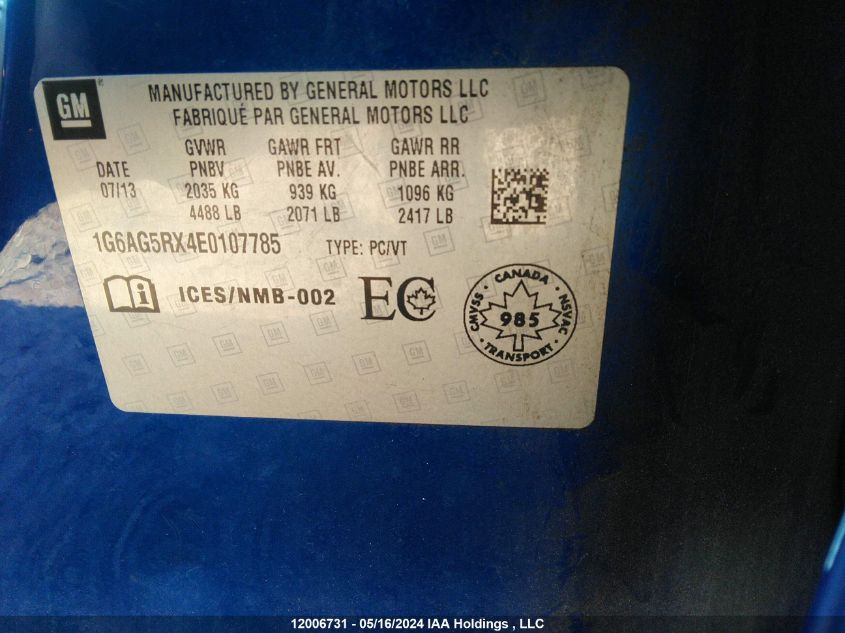 GM
MANUFACTURED BY GENERAL MOTORS LLC
FABRIQUÉ PAR GENERAL MOTORS LLC
GVWR GAWR FRT GAWR RR
DATE PNBV PNBE AV. PNBE ARR.
07/13 2035 KG 939 KG 1096 KG
4488 LB 2071 LB 2417 LB
1G6AG5RX4E0107785 TYPE: PC/VT
ICES/NMB-002 EC
CANADA
CMVSS 985 NSVAC
TRANSPORT
12006731 - 05/16/2024 IAA Holdings , LLC